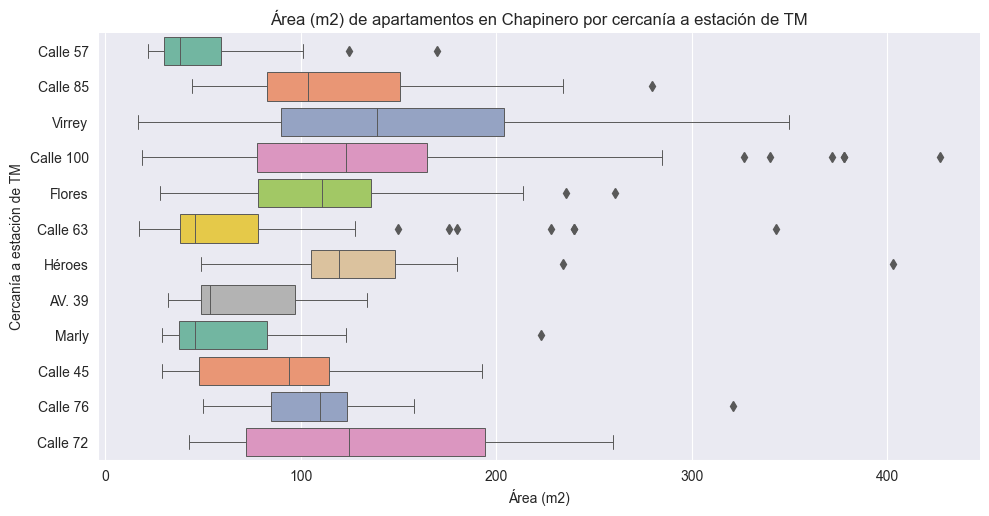 Área (m2) de apartamentos en Chapinero por cercanía a estación de TM
Cercanía a estación de TM
Calle 57
Calle 85
Virrey
Calle 100
Flores
Calle 63
Héroes
AV. 39
Marly
Calle 45
Calle 76
Calle 72
0 100 200 300 400
Área (m2)